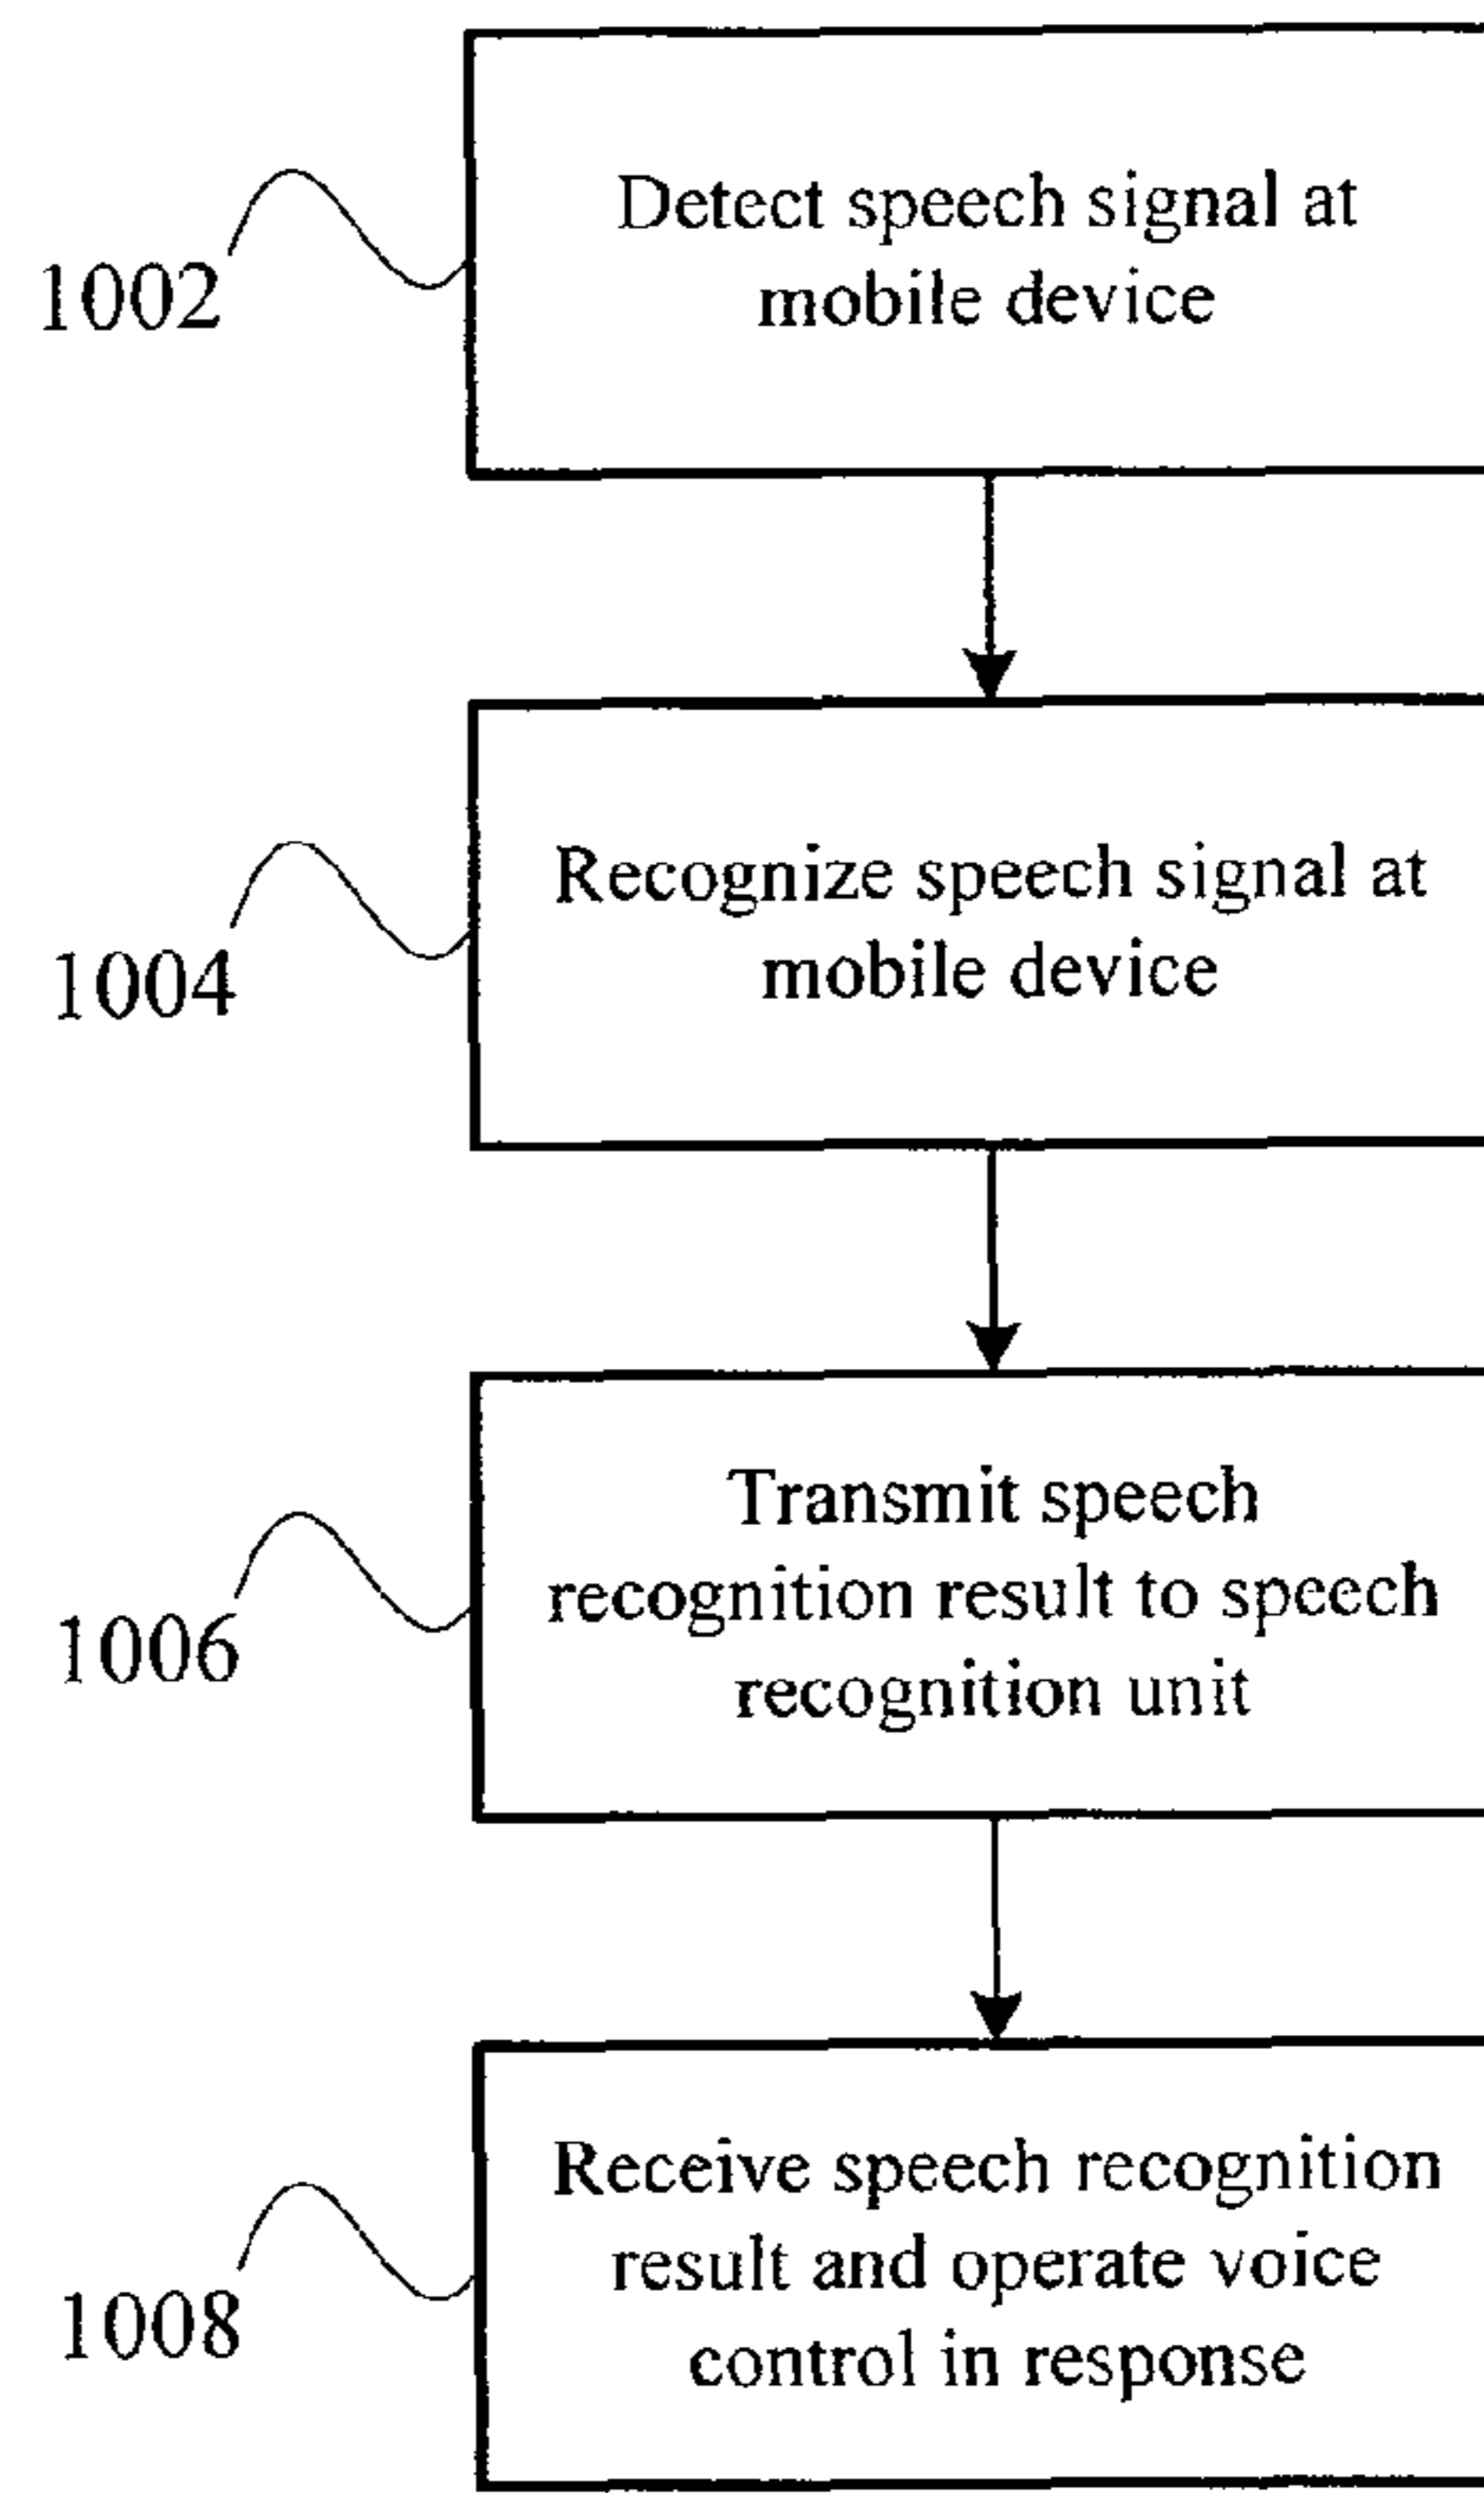 Detect speech signal at
mobile device
1002
Recognize speech signal at
mobile device
1004
Transmit speech
recognition result to speech
recognition unit
1006
Receive speech recognition
result and operate voice
control in response
1008